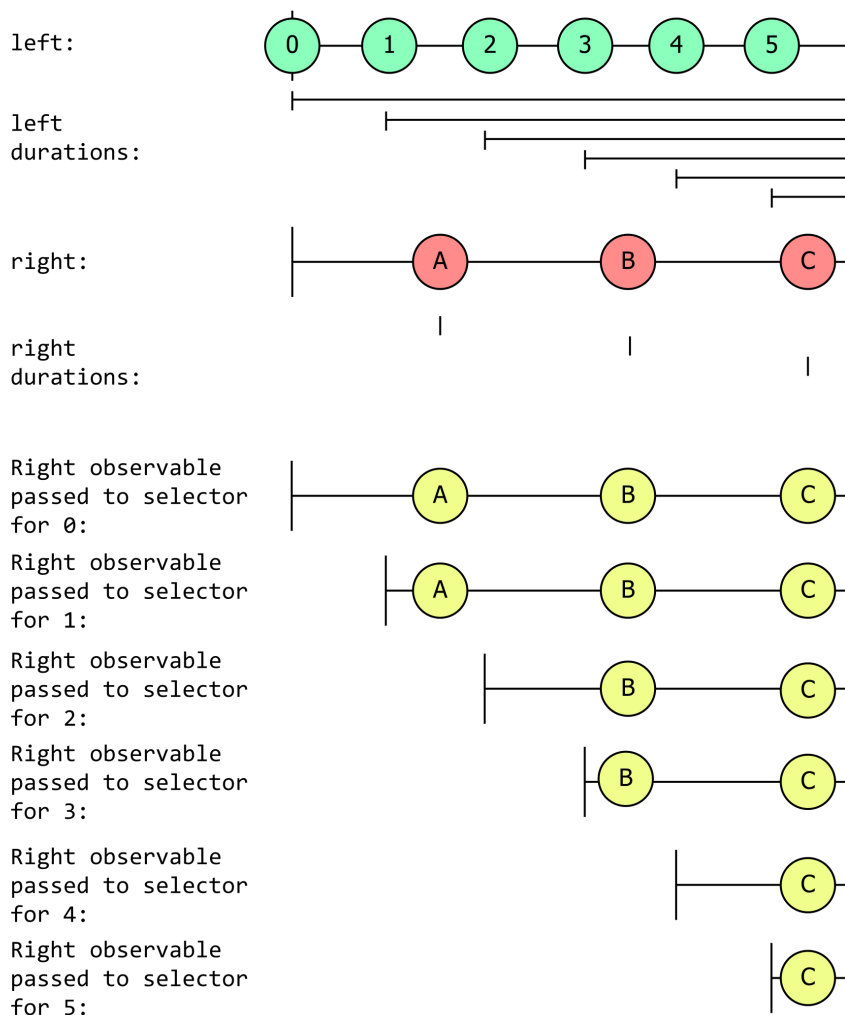 left: 0 1 2 3 4 5
left
durations:
right: A B C
right
durations:
Right observable
passed to selector A B C
for 0:
Right observable
passed to selector A B C
for 1:
Right observable
passed to selector B C
for 2:
Right observable
passed to selector B C
for 3:
Right observable
passed to selector C
for 4:
Right observable
passed to selector C
for 5: